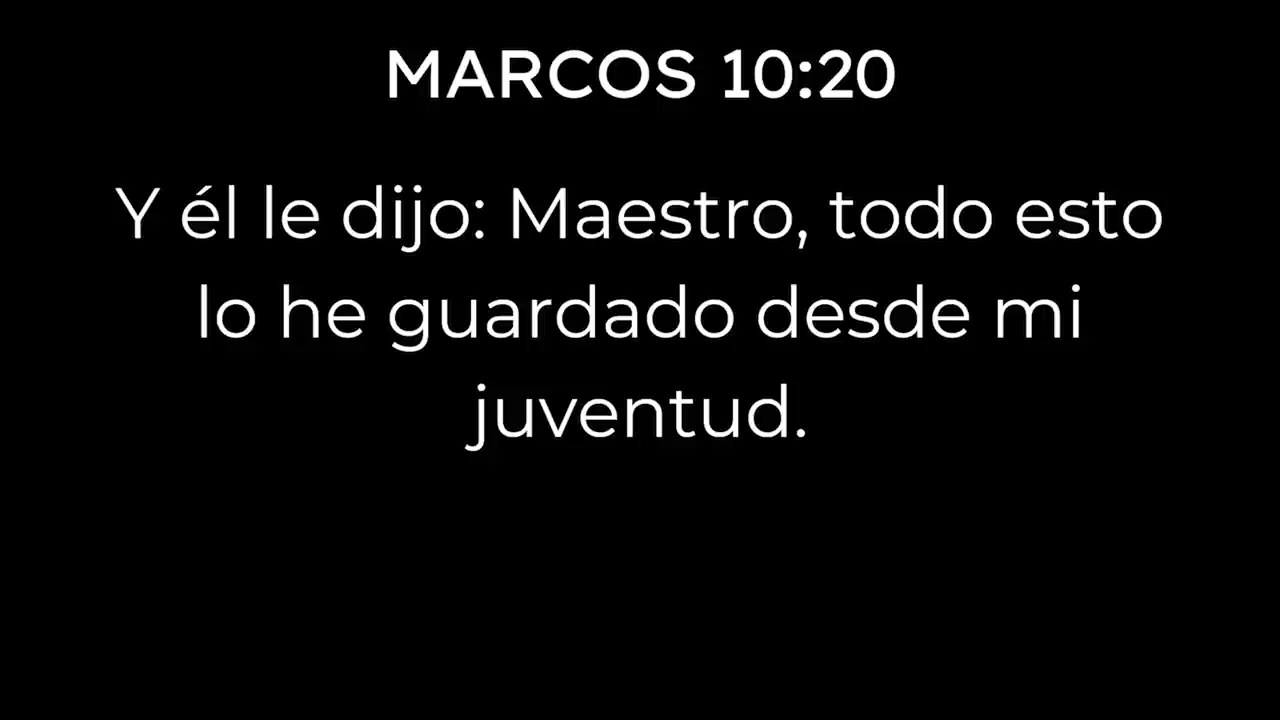 MARCOS 10:20
Y él le dijo: Maestro, todo esto
lo he guardado desde mi
juventud.